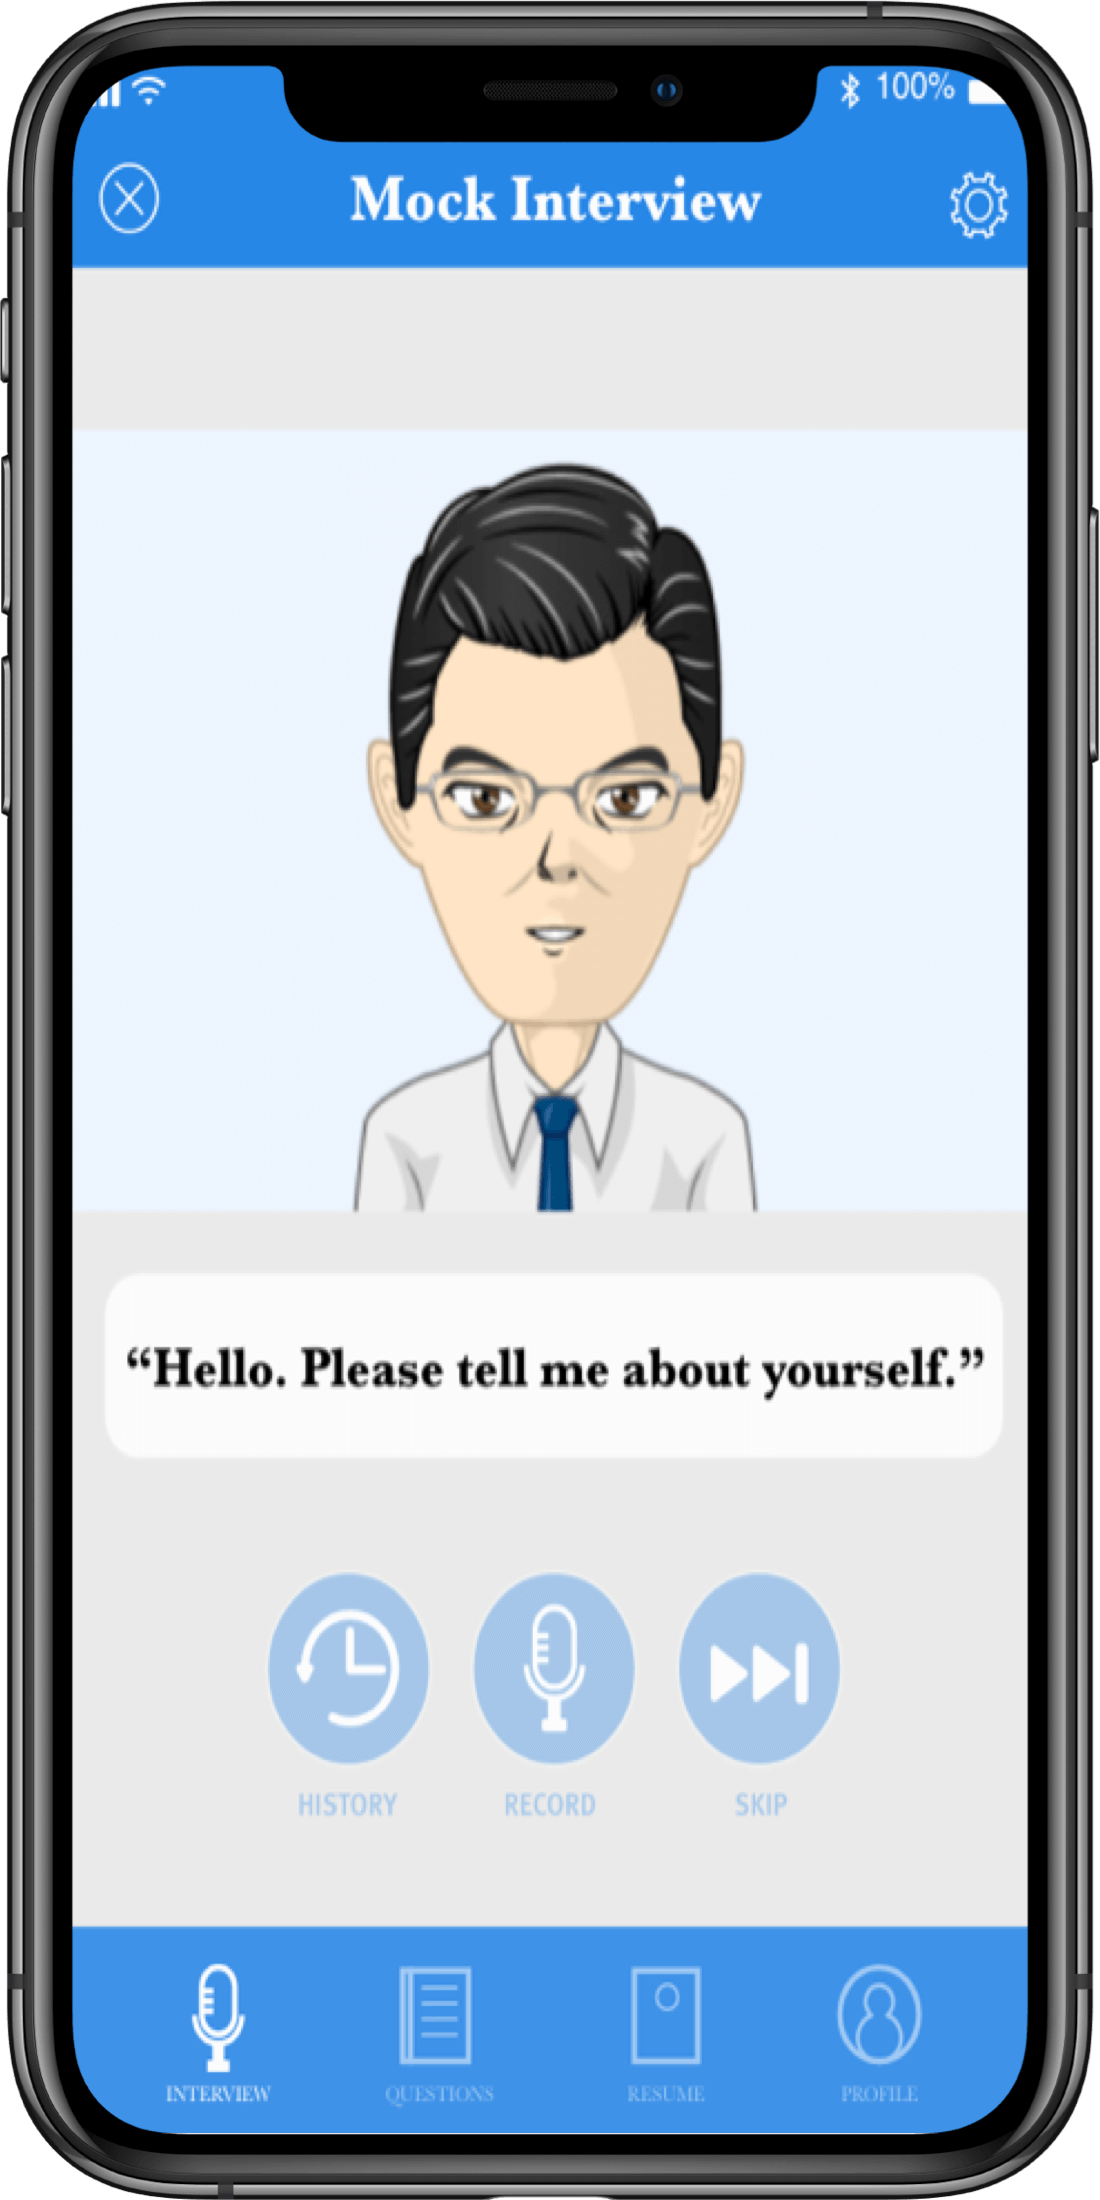 100%
Mock Interview
“Hello. Please tell me about yourself.”
HISTORY RECORD SKIP
INTERVIEW QUESTIONS RESUME PROFILE